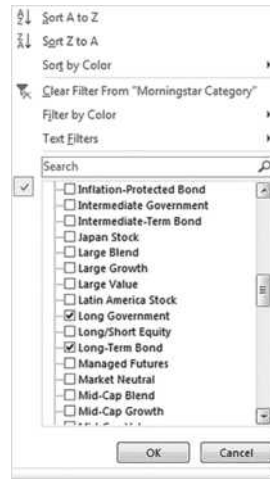 Sort A to Z
Sort Z to A
Sort by Color
Clear Filter From "Morningstar Category"
Filter by Color
Text Filters
Search
Inflation-Protected Bond
Intermediate Government
Intermediate-Term Bond
Japan Stock
Large Blend
Large Growth
Large Value
Latin America Stock
Long Government
Long/Short Equity
Long-Term Bond
Managed Futures
Market Neutral
Mid-Cap Blend
Mid-Cap Growth
OK
Cancel